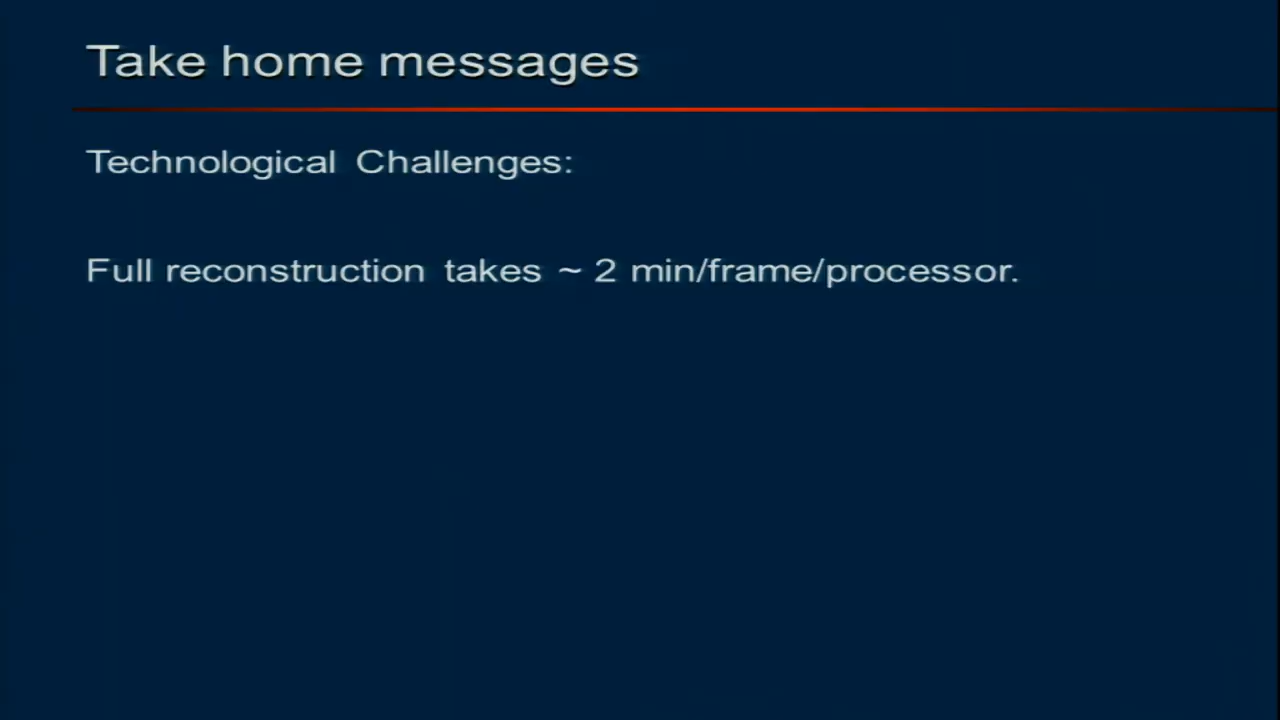 Take home messages
Technological Challenges:
Full reconstruction takes ~ 2 min/frame/processor.